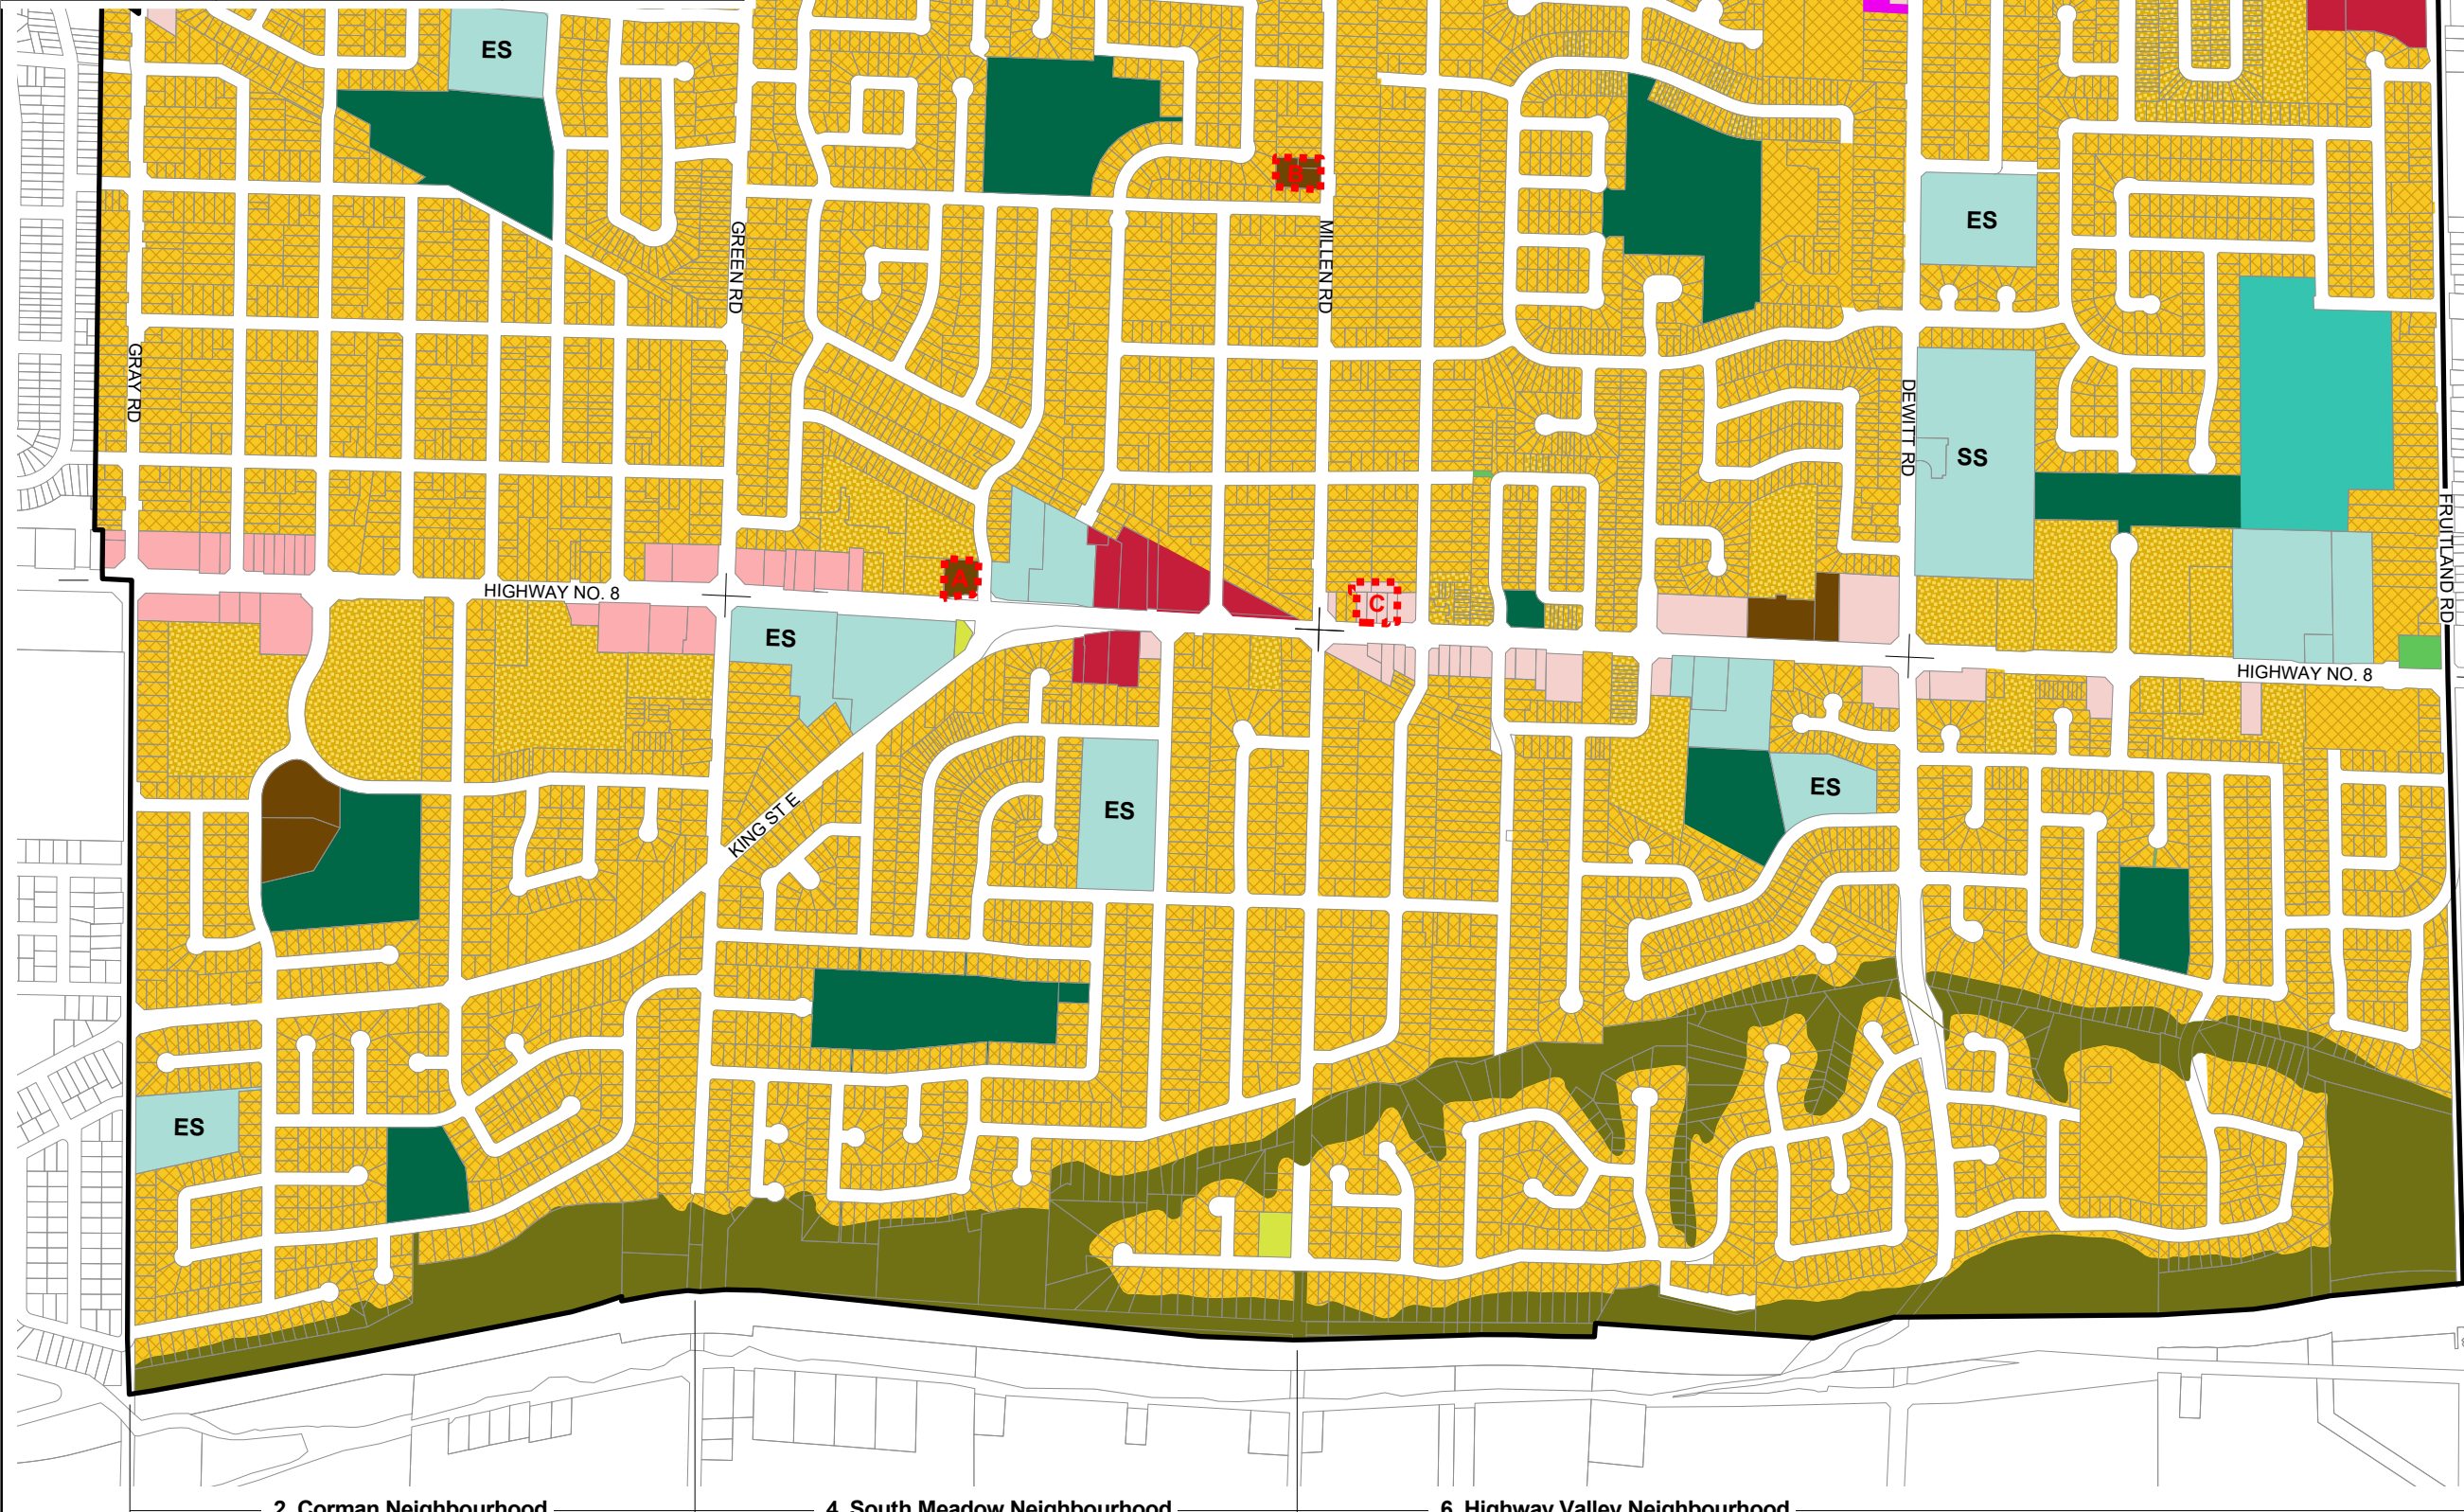 ES
B
GREEN RD
MILLEN RD
ES
GRAY RD
DEWITT RD
SS
FRUITLAND RD
A
HIGHWAY NO. 8
C
ES
HIGHWAY NO. 8
ES
ES
KING ST E
ES
2. Corman Neighbourhood
4. South Meadow Neighbourhood
6. Highway Valley Neighbourhood